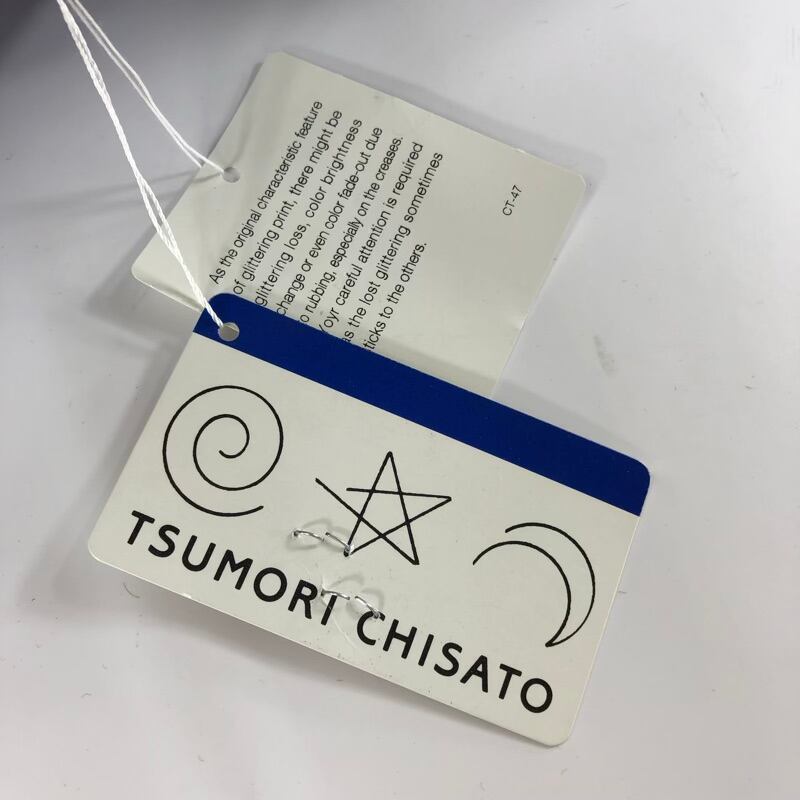 As the original characteristic feature
of glittering print, there might be
glittering loss, color brightness
change or even color fade-out due
o rubbing, especially on the creases.
Yoyr careful attention is required
as the lost glittering sometimes
sticks to the others.
CT-47
TSUMORI CHISATO